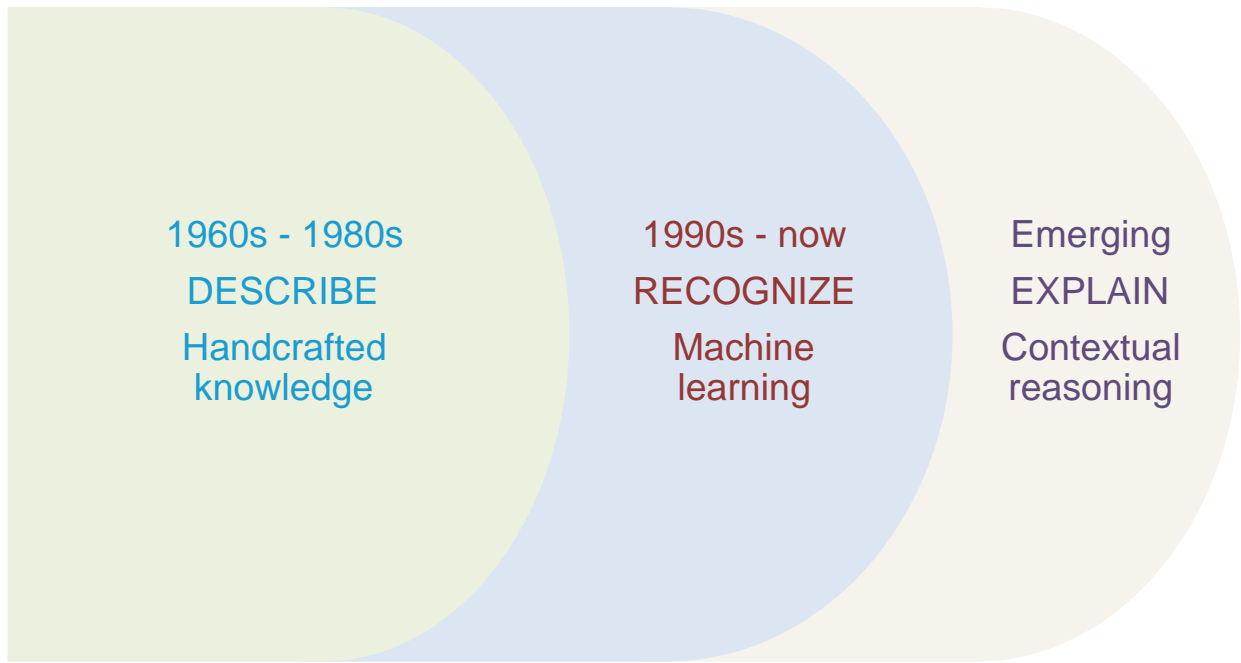 1960s - 1980s
DESCRIBE
Handcrafted
knowledge
1990s - now
RECOGNIZE
Machine
learning
Emerging
EXPLAIN
Contextual
reasoning